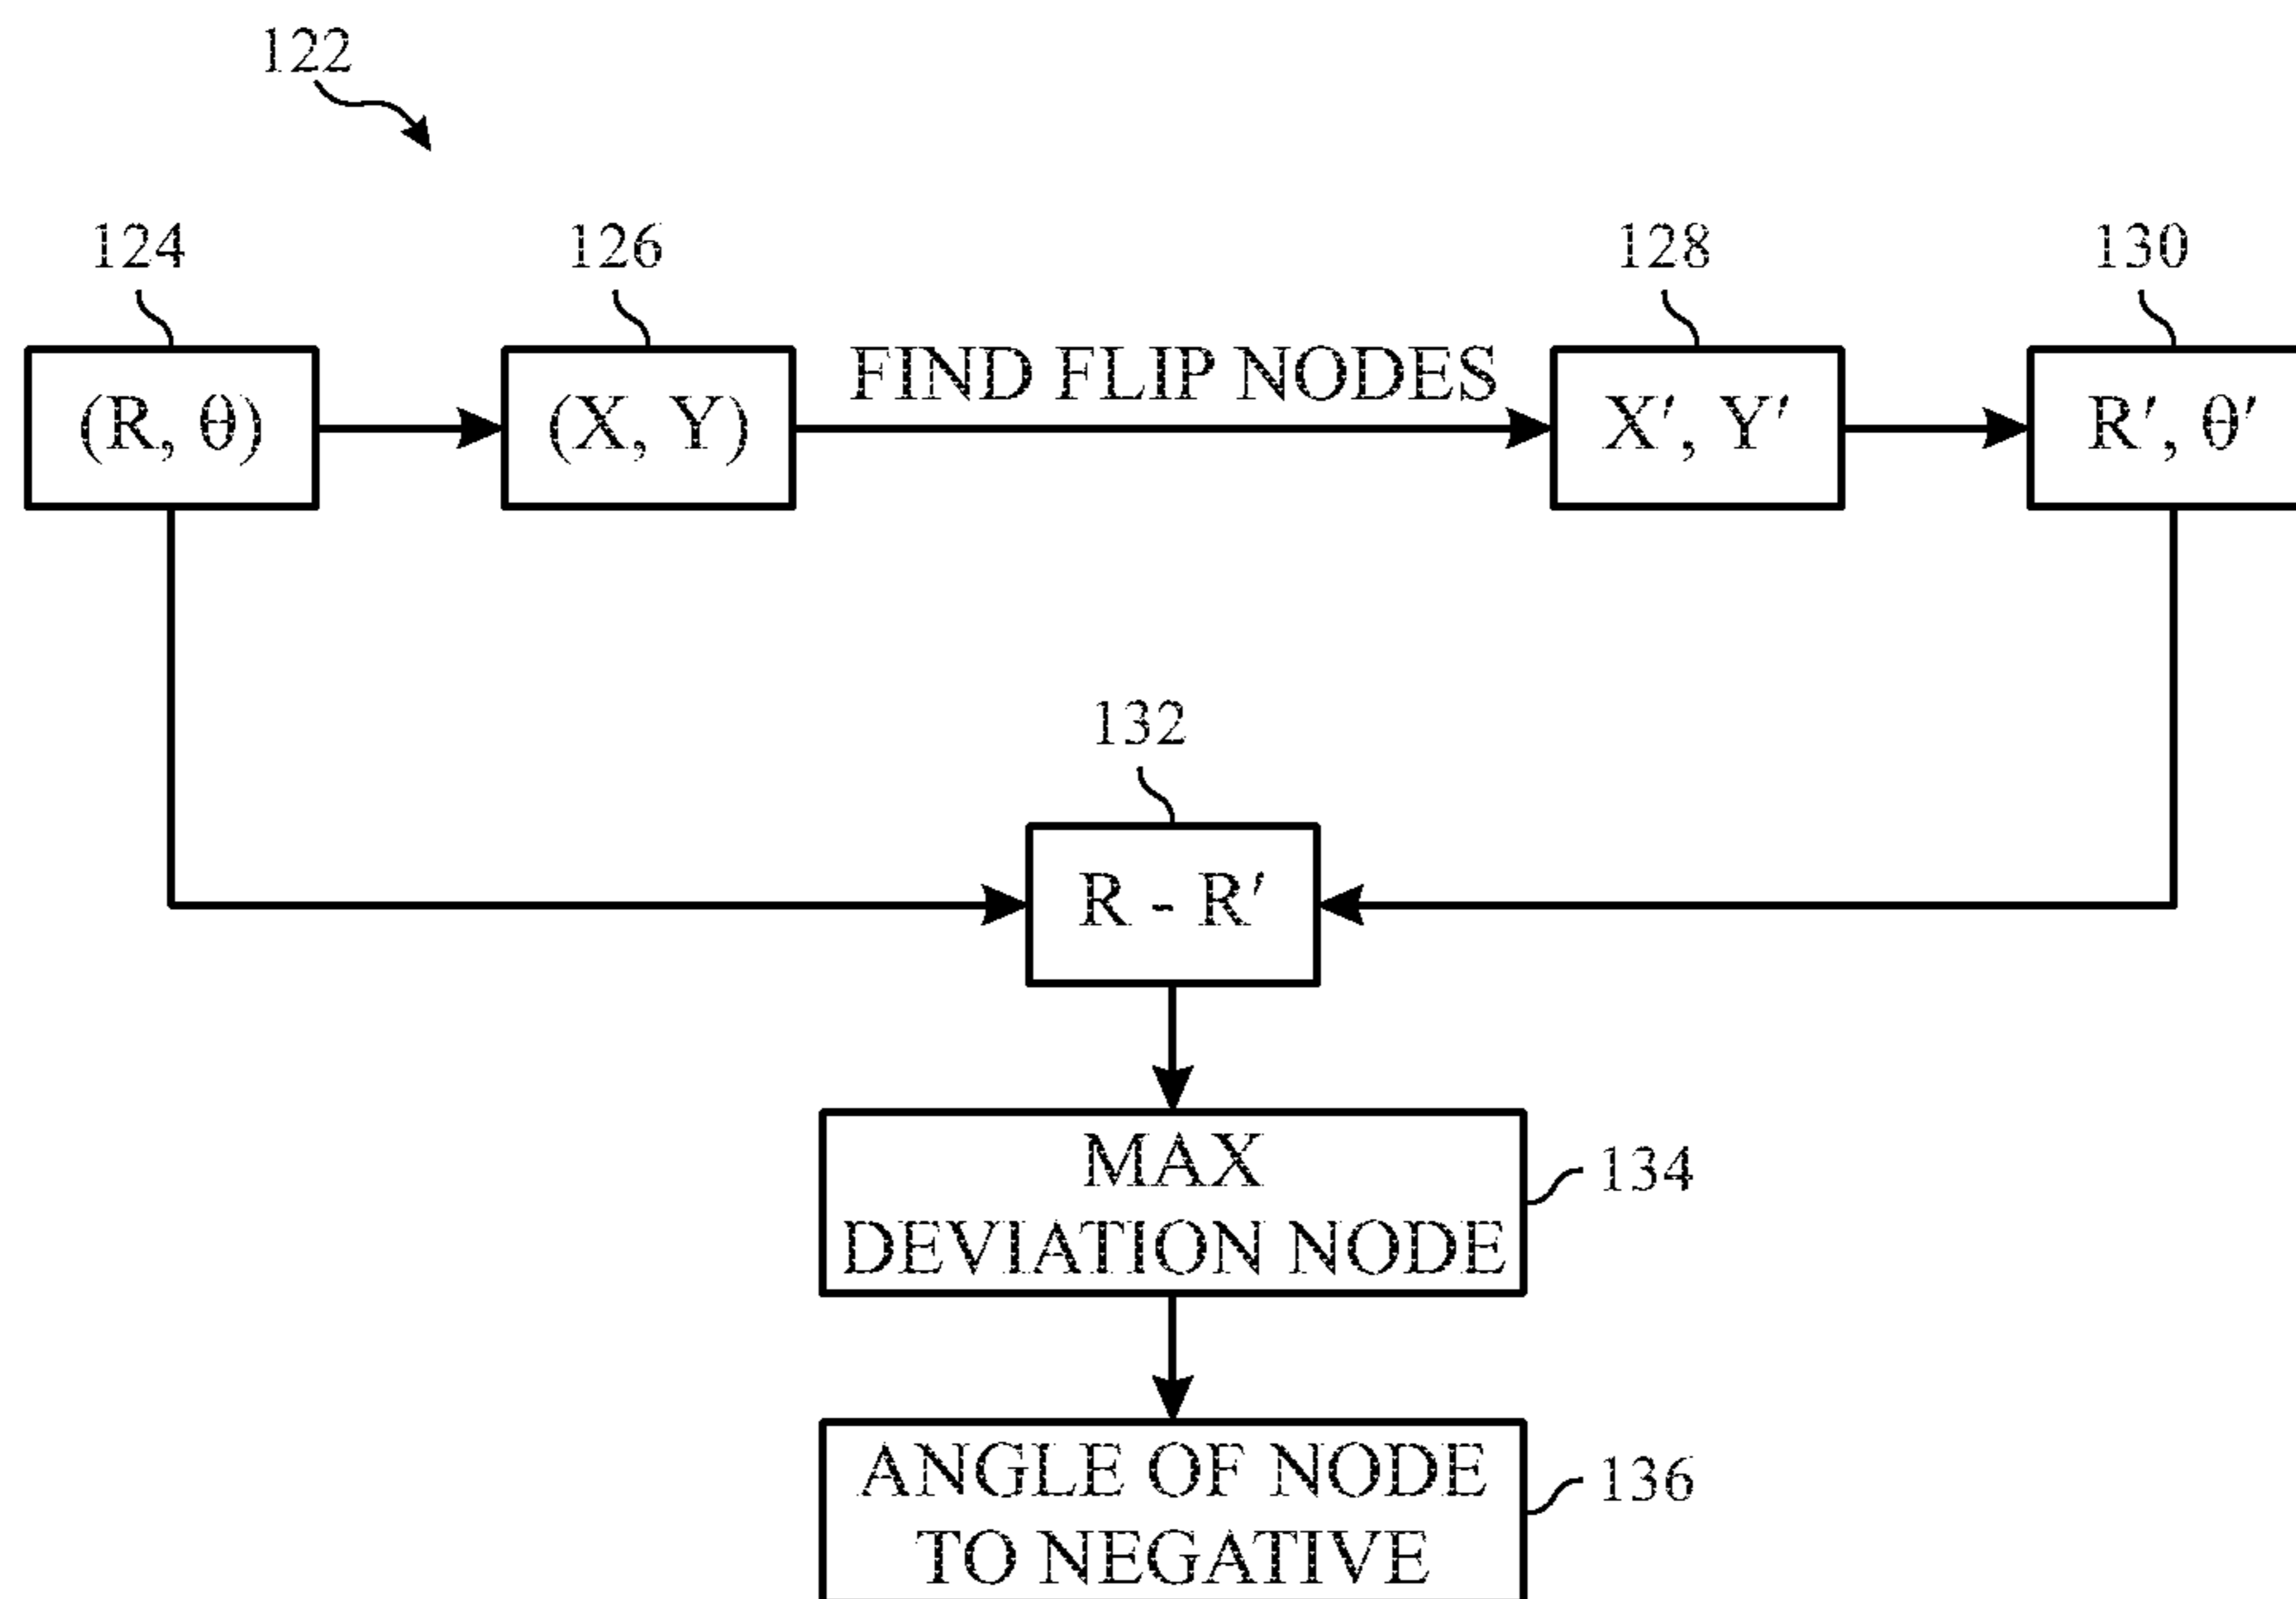 122
124
126
128
130
(R, θ)
(X, Y)
FIND FLIP NODES
X′, Y′
R′, θ′
132
R - R′
MAX
DEVIATION NODE
134
ANGLE OF NODE
TO NEGATIVE
136